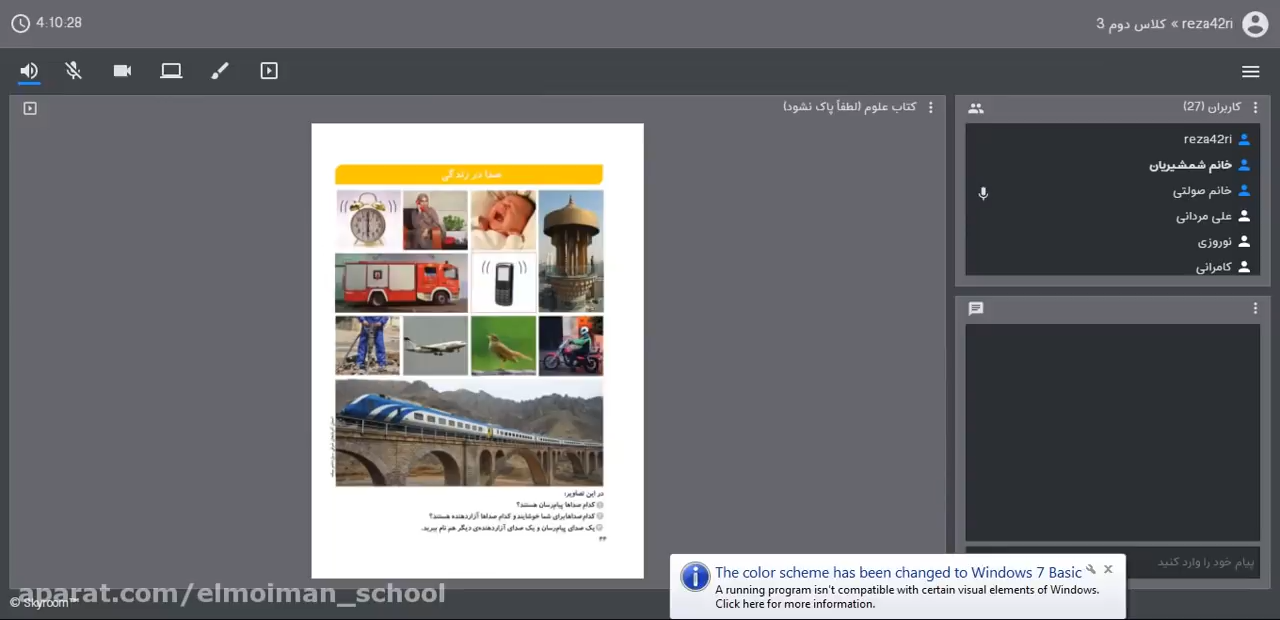 4:10:28
reza42ri » کلاس دوم 3
کتاب علوم (لطفاً پاک نشود)
کاربران (27)
reza42ri
خانم شمشیریان
خانم صولتی
علی مردانی
نوروزی
کامرانی
صدا در زندگی
در این تصاویر:
کدام صداها پیام‌رسان هستند؟
کدام صداها برای شما خوشایند و کدام صداها آزاردهنده هستند؟
یک صدای پیام‌رسان و یک صدای آزاردهنده‌ی دیگر هم نام ببرید.
۴۴
پیام خود را وارد کنید
The color scheme has been changed to Windows 7 Basic
A running program isn't compatible with certain visual elements of Windows.
Click here for more information.
aparat.com/elmoiman_school
© Skyroom™